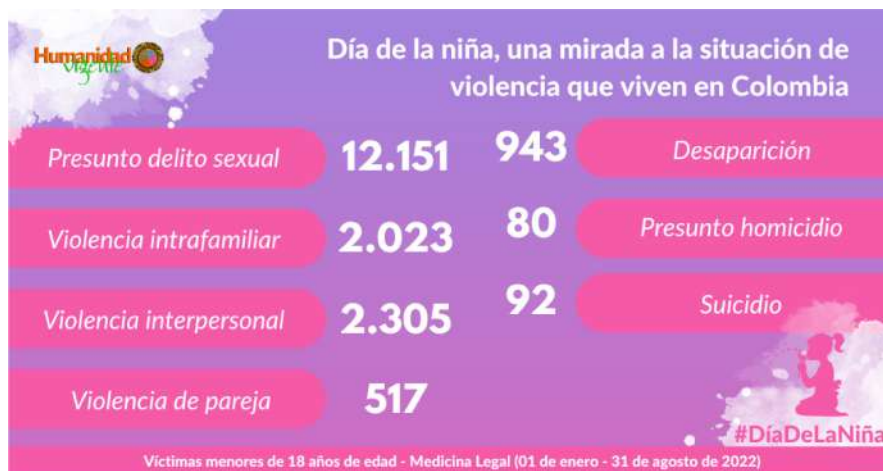 Humanidad
vigente
Día de la niña, una mirada a la situación de
violencia que viven en Colombia
Presunto delito sexual 12.151
Violencia intrafamiliar 2.023
Violencia interpersonal 2.305
Violencia de pareja 517
943 Desaparición
80 Presunto homicidio
92 Suicidio
#DíaDeLaNiña
Víctimas menores de 18 años de edad - Medicina Legal (01 de enero - 31 de agosto de 2022)